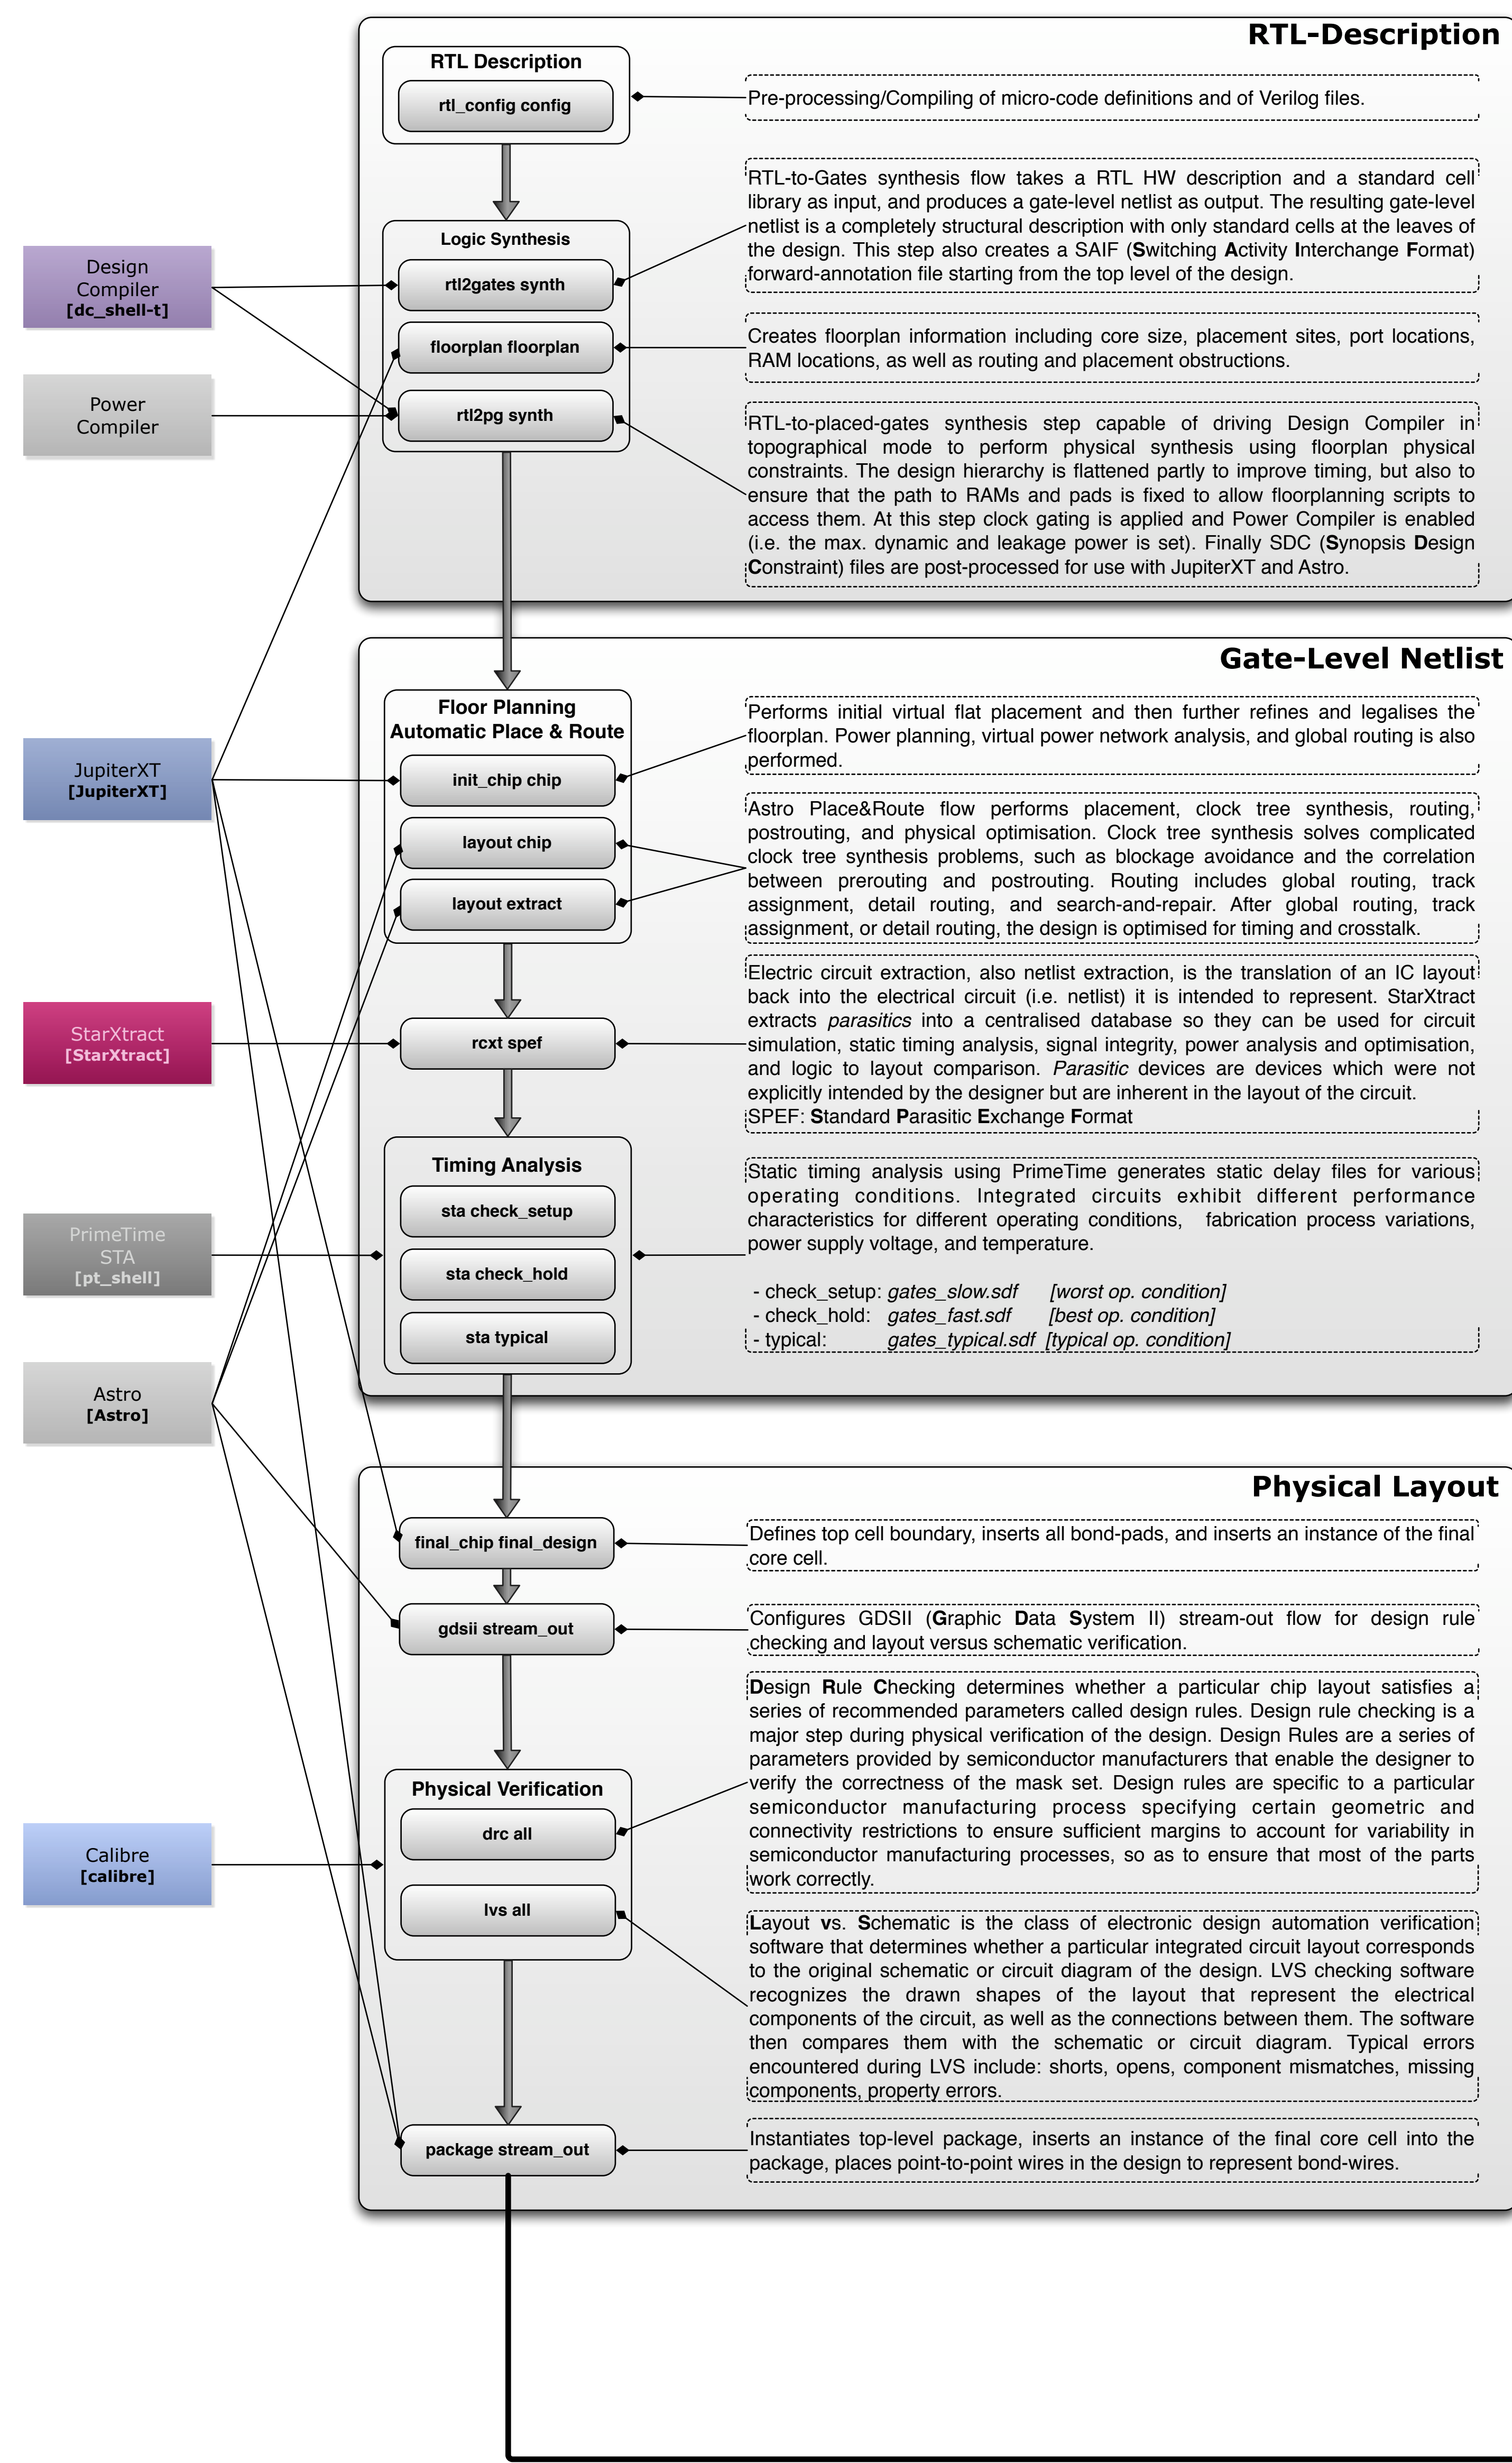 RTL-Description
RTL Description
rtl_config config
Pre-processing/Compiling of micro-code definitions and of Verilog files.
Logic Synthesis
rtl2gates synth
floorplan floorplan
rtl2pg synth
RTL-to-Gates synthesis flow takes a RTL HW description and a standard cell
library as input, and produces a gate-level netlist as output. The resulting gate-level
netlist is a completely structural description with only standard cells at the leaves of
the design. This step also creates a SAIF (Switching Activity Interchange Format)
forward-annotation file starting from the top level of the design.
Creates floorplan information including core size, placement sites, port locations,
RAM locations, as well as routing and placement obstructions.
RTL-to-placed-gates synthesis step capable of driving Design Compiler in
topographical mode to perform physical synthesis using floorplan physical
constraints. The design hierarchy is flattened partly to improve timing, but also to
ensure that the path to RAMs and pads is fixed to allow floorplanning scripts to
access them. At this step clock gating is applied and Power Compiler is enabled
(i.e. the max. dynamic and leakage power is set). Finally SDC (Synopsis Design
Constraint) files are post-processed for use with JupiterXT and Astro.
Design
Compiler
[dc_shell-t]
Power
Compiler
JupiterXT
[JupiterXT]
StarXtract
[StarXtract]
PrimeTime
STA
[pt_shell]
Astro
[Astro]
Calibre
[calibre]
Gate-Level Netlist
Floor Planning
Automatic Place & Route
init_chip chip
layout chip
layout extract
Performs initial virtual flat placement and then further refines and legalises the
floorplan. Power planning, virtual power network analysis, and global routing is also
performed.
Astro Place&Route flow performs placement, clock tree synthesis, routing,
postrouting, and physical optimisation. Clock tree synthesis solves complicated
clock tree synthesis problems, such as blockage avoidance and the correlation
between prerouting and postrouting. Routing includes global routing, track
assignment, detail routing, and search-and-repair. After global routing, track
assignment, or detail routing, the design is optimised for timing and crosstalk.
rcxt spef
Electric circuit extraction, also netlist extraction, is the translation of an IC layout
back into the electrical circuit (i.e. netlist) it is intended to represent. StarXtract
extracts parasitics into a centralised database so they can be used for circuit
simulation, static timing analysis, signal integrity, power analysis and optimisation,
and logic to layout comparison. Parasitic devices are devices which were not
explicitly intended by the designer but are inherent in the layout of the circuit.
SPEF: Standard Parasitic Exchange Format
Timing Analysis
sta check_setup
sta check_hold
sta typical
Static timing analysis using PrimeTime generates static delay files for various
operating conditions. Integrated circuits exhibit different performance
characteristics for different operating conditions, fabrication process variations,
power supply voltage, and temperature.
- check_setup: gates_slow.sdf [worst op. condition]
- check_hold: gates_fast.sdf [best op. condition]
- typical: gates_typical.sdf [typical op. condition]
Physical Layout
final_chip final_design
Defines top cell boundary, inserts all bond-pads, and inserts an instance of the final
core cell.
gdsii stream_out
Configures GDSII (Graphic Data System II) stream-out flow for design rule
checking and layout versus schematic verification.
Physical Verification
drc all
lvs all
Design Rule Checking determines whether a particular chip layout satisfies a
series of recommended parameters called design rules. Design rule checking is a
major step during physical verification of the design. Design Rules are a series of
parameters provided by semiconductor manufacturers that enable the designer to
verify the correctness of the mask set. Design rules are specific to a particular
semiconductor manufacturing process specifying certain geometric and
connectivity restrictions to ensure sufficient margins to account for variability in
semiconductor manufacturing processes, so as to ensure that most of the parts
work correctly.
Layout vs. Schematic is the class of electronic design automation verification
software that determines whether a particular integrated circuit layout corresponds
to the original schematic or circuit diagram of the design. LVS checking software
recognizes the drawn shapes of the layout that represent the electrical
components of the circuit, as well as the connections between them. The software
then compares them with the schematic or circuit diagram. Typical errors
encountered during LVS include: shorts, opens, component mismatches, missing
components, property errors.
package stream_out
Instantiates top-level package, inserts an instance of the final core cell into the
package, places point-to-point wires in the design to represent bond-wires.